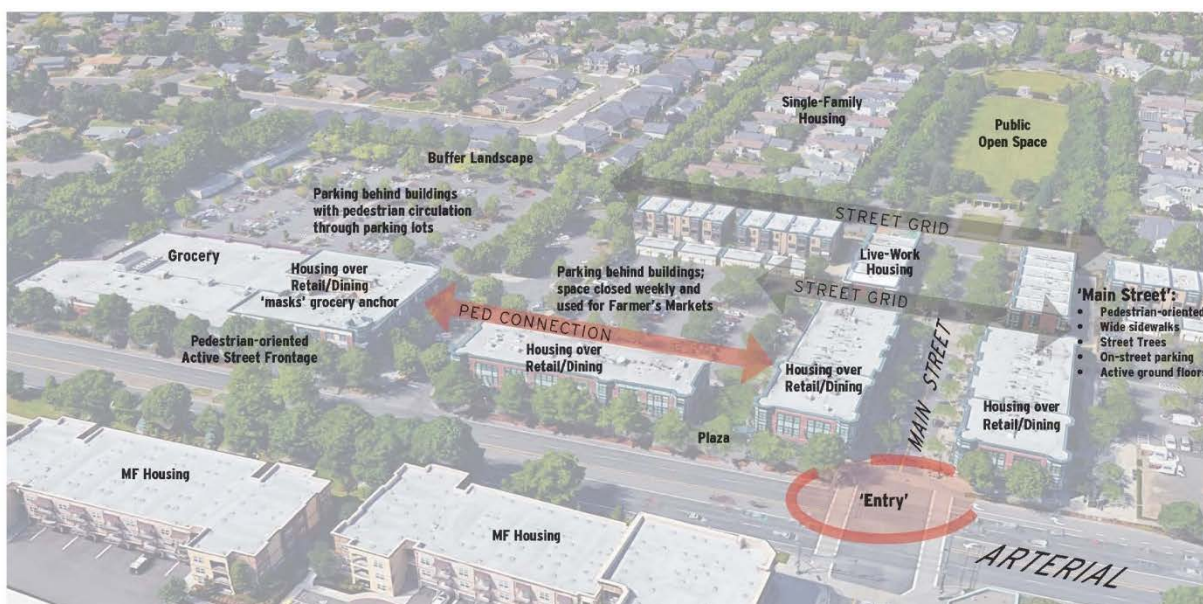 Single-Family
Housing
Public
Open Space
Buffer Landscape
Parking behind buildings
with pedestrian circulation
through parking lots
STREET GRID
Grocery
Housing over
Retail/Dining
'masks' grocery anchor
Live-Work
Housing
Parking behind buildings;
space closed weekly and
used for Farmer's Markets
STREET GRID
'Main Street':
• Pedestrian-oriented
• Wide sidewalks
• Street Trees
• On-street parking
• Active ground floors
PED CONNECTION
Pedestrian-oriented
Active Street Frontage
Housing over
Retail/Dining
Housing over
Retail/Dining
MAIN STREET
Housing over
Retail/Dining
Plaza
MF Housing
'Entry'
MF Housing
ARTERIAL